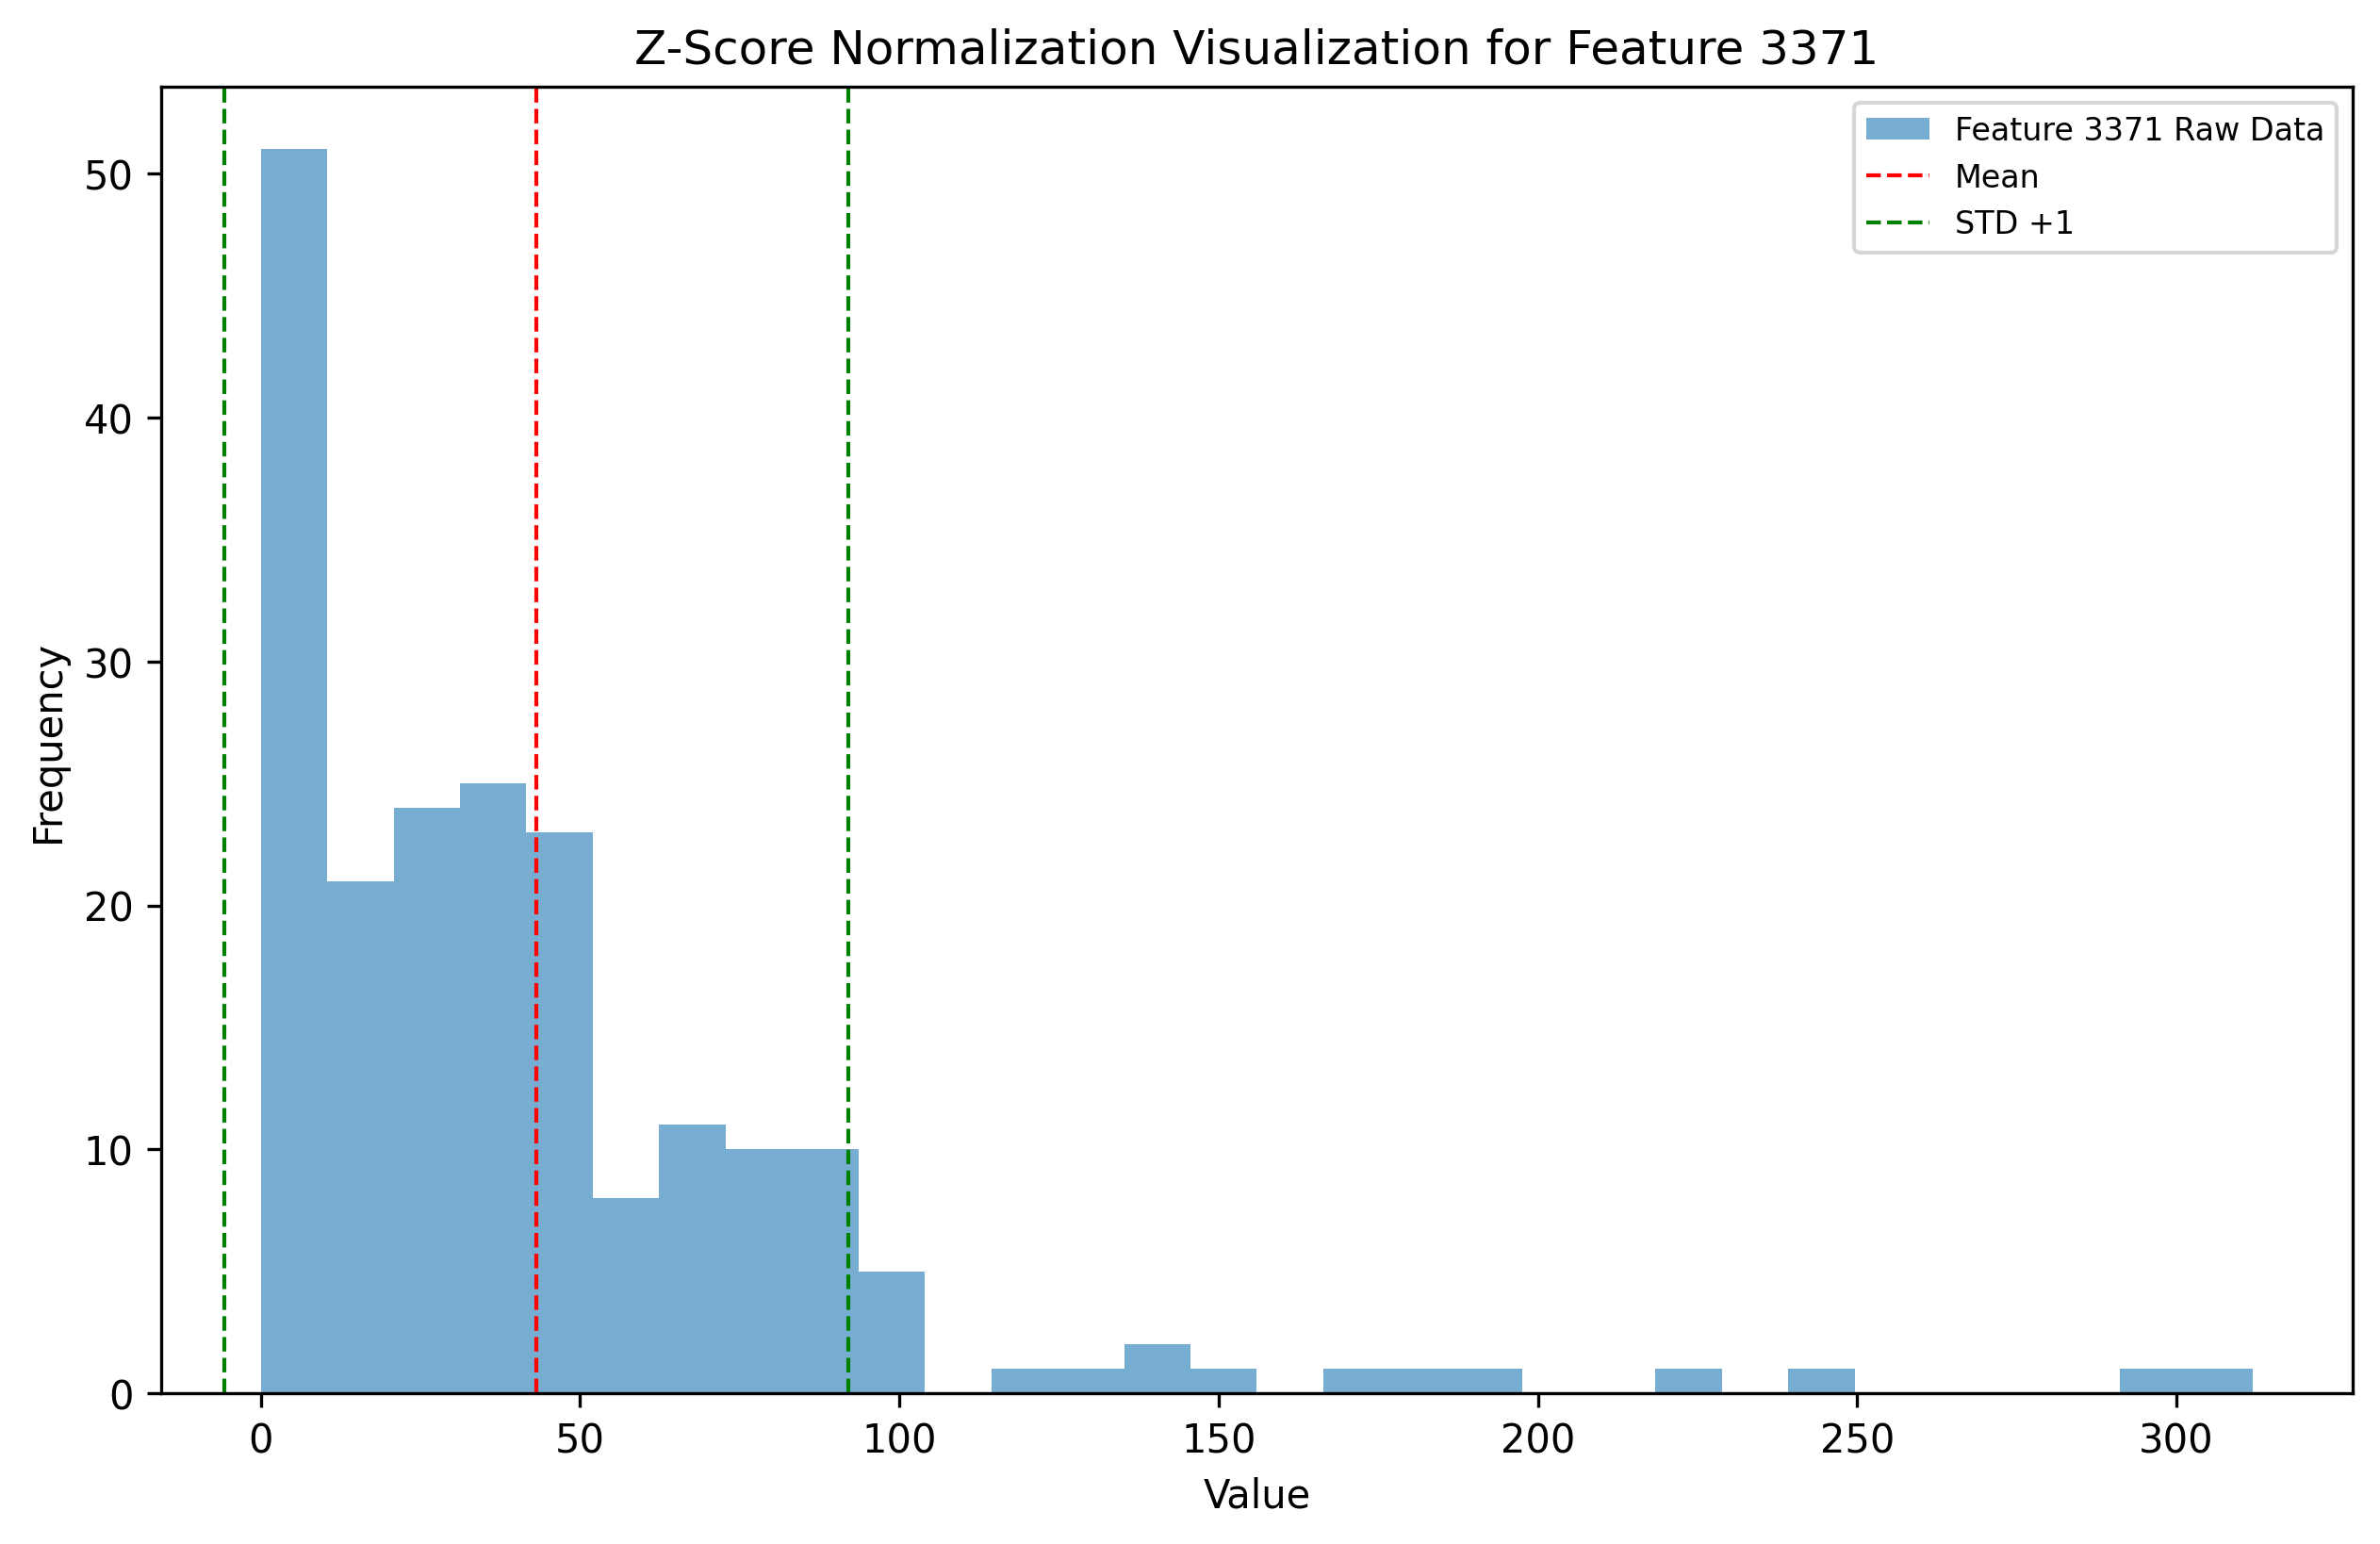 Z-Score Normalization Visualization for Feature 3371
Feature 3371 Raw Data
Mean
STD +1
50
40
30
20
10
0
Frequency
0 50 100 150 200 250 300
Value